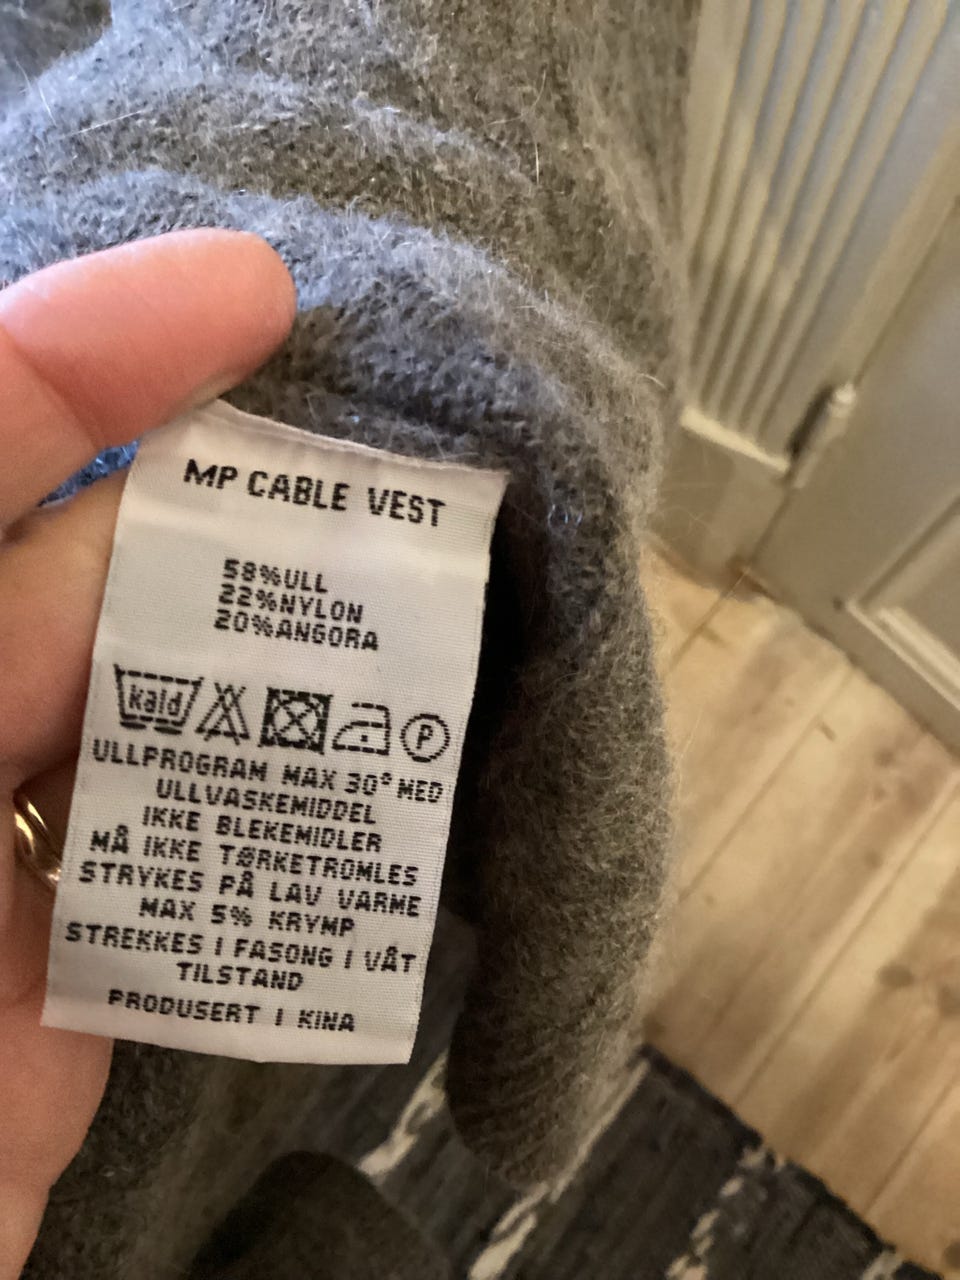 MP CABLE VEST
58%ULL
22%NYLON
20%ANGORA
kald P
ULLPROGRAM MAX 30° MED
ULLVASKEMIDDEL
IKKE BLEKEMIDLER
MÅ IKKE TØRKETROMLES
STRYKES PÅ LAV VARME
MAX 5% KRYMP
STREKKES I FASONG I VÅT
TILSTAND
PRODUSERT I KINA